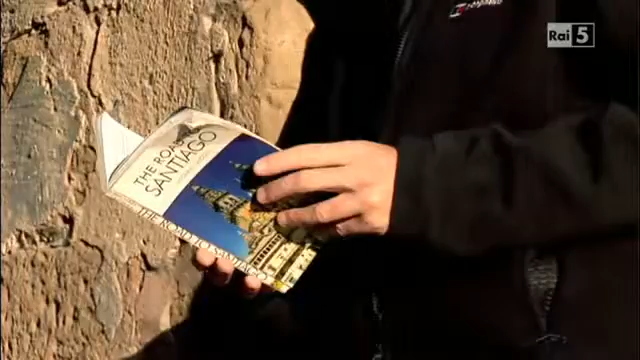 Rai 5
THE ROAD TO
SANTIAGO
THE ROAD TO SANTIAGO